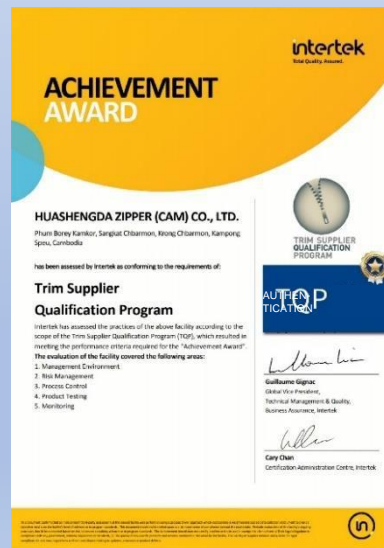 intertek
Total Quality. Assured.
ACHIEVEMENT
AWARD
HUASHENGDA ZIPPER (CAM) CO., LTD.
Phum Borey Kamkor, Sangkat Chbarmon, Krong Chbarmon, Kampong
Speu, Cambodia
has been assessed by Intertek as conforming to the requirements of:
Trim Supplier
Qualification Program
Intertek has assessed the practices of the above facility according to the
scope of the Trim Supplier Qualification Program (TQP), which resulted in
meeting the performance criteria required for the "Achievement Award".
The evaluation of the facility covered the following areas:
1. Management Environment
2. Risk Management
3. Process Control
4. Product Testing
5. Monitoring
TRIM SUPPLIER
QUALIFICATION
PROGRAM
TQP
AUTHEN
TICATION
Guillaume Gignac
Global Vice President,
Technical Management & Quality,
Business Assurance, Intertek
Cary Chan
Certification Administration Centre, Intertek